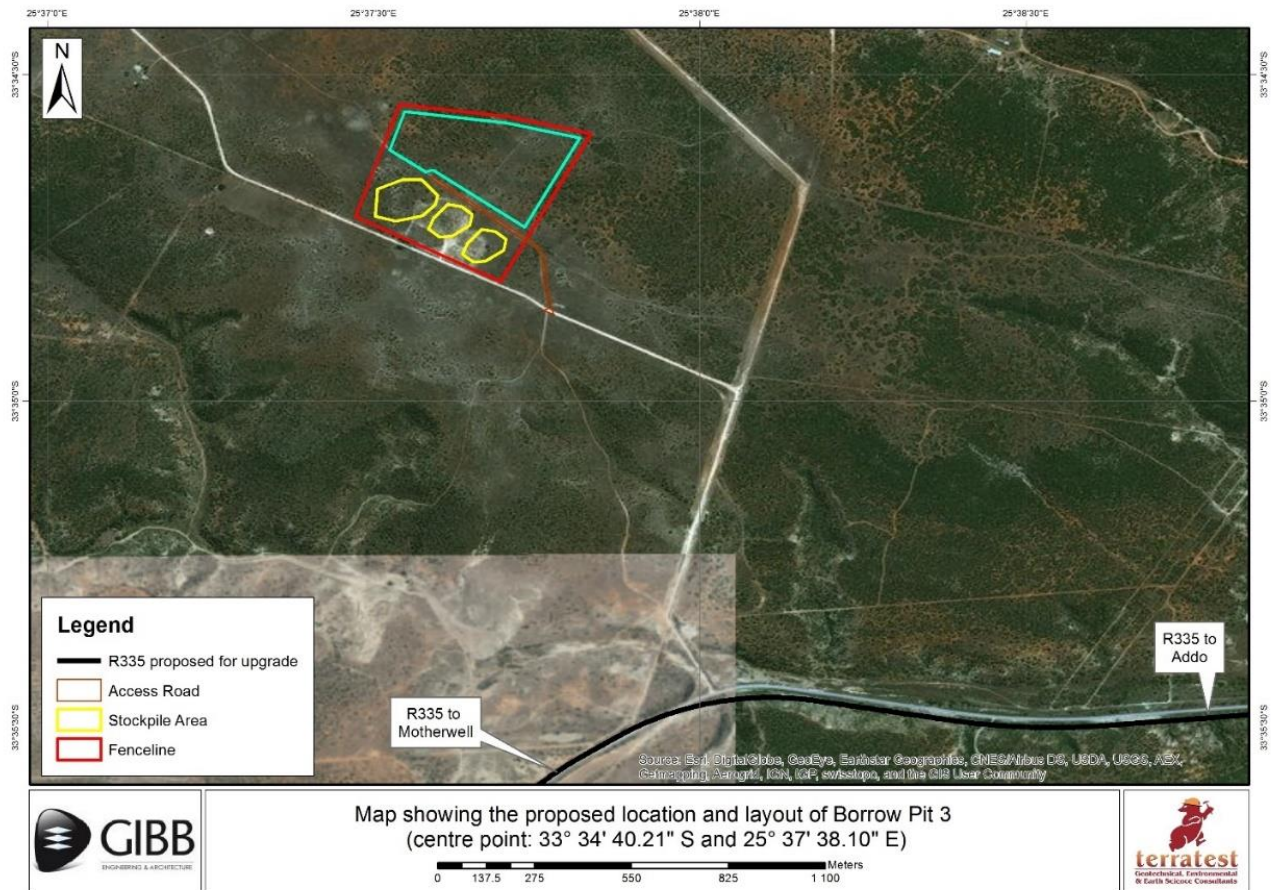 25°37'0"E
25°37'30"E
25°38'0"E
25°38'30"E
33°34'30"S
33°34'30"S
33°35'0"S
33°35'0"S
33°35'30"S
33°35'30"S
N
Legend
R335 proposed for upgrade
Access Road
Stockpile Area
Fenceline
R335 to
Motherwell
R335 to
Addo
Source: Esri, DigitalGlobe, GeoEye, Earthstar Geographics, CNES/Airbus DS, USDA, USGS, AEX,
Getmapping, Aerogrid, IGN, IGP, swisstopo, and the GIS User Community
GIBB
ENGINEERING & ARCHITECTURE
Map showing the proposed location and layout of Borrow Pit 3
(centre point: 33° 34' 40.21" S and 25° 37' 38.10" E)
Meters
0 137.5 275 550 825 1 100
terratest
Geotechnical, Environmental
& Earth Science Consultants